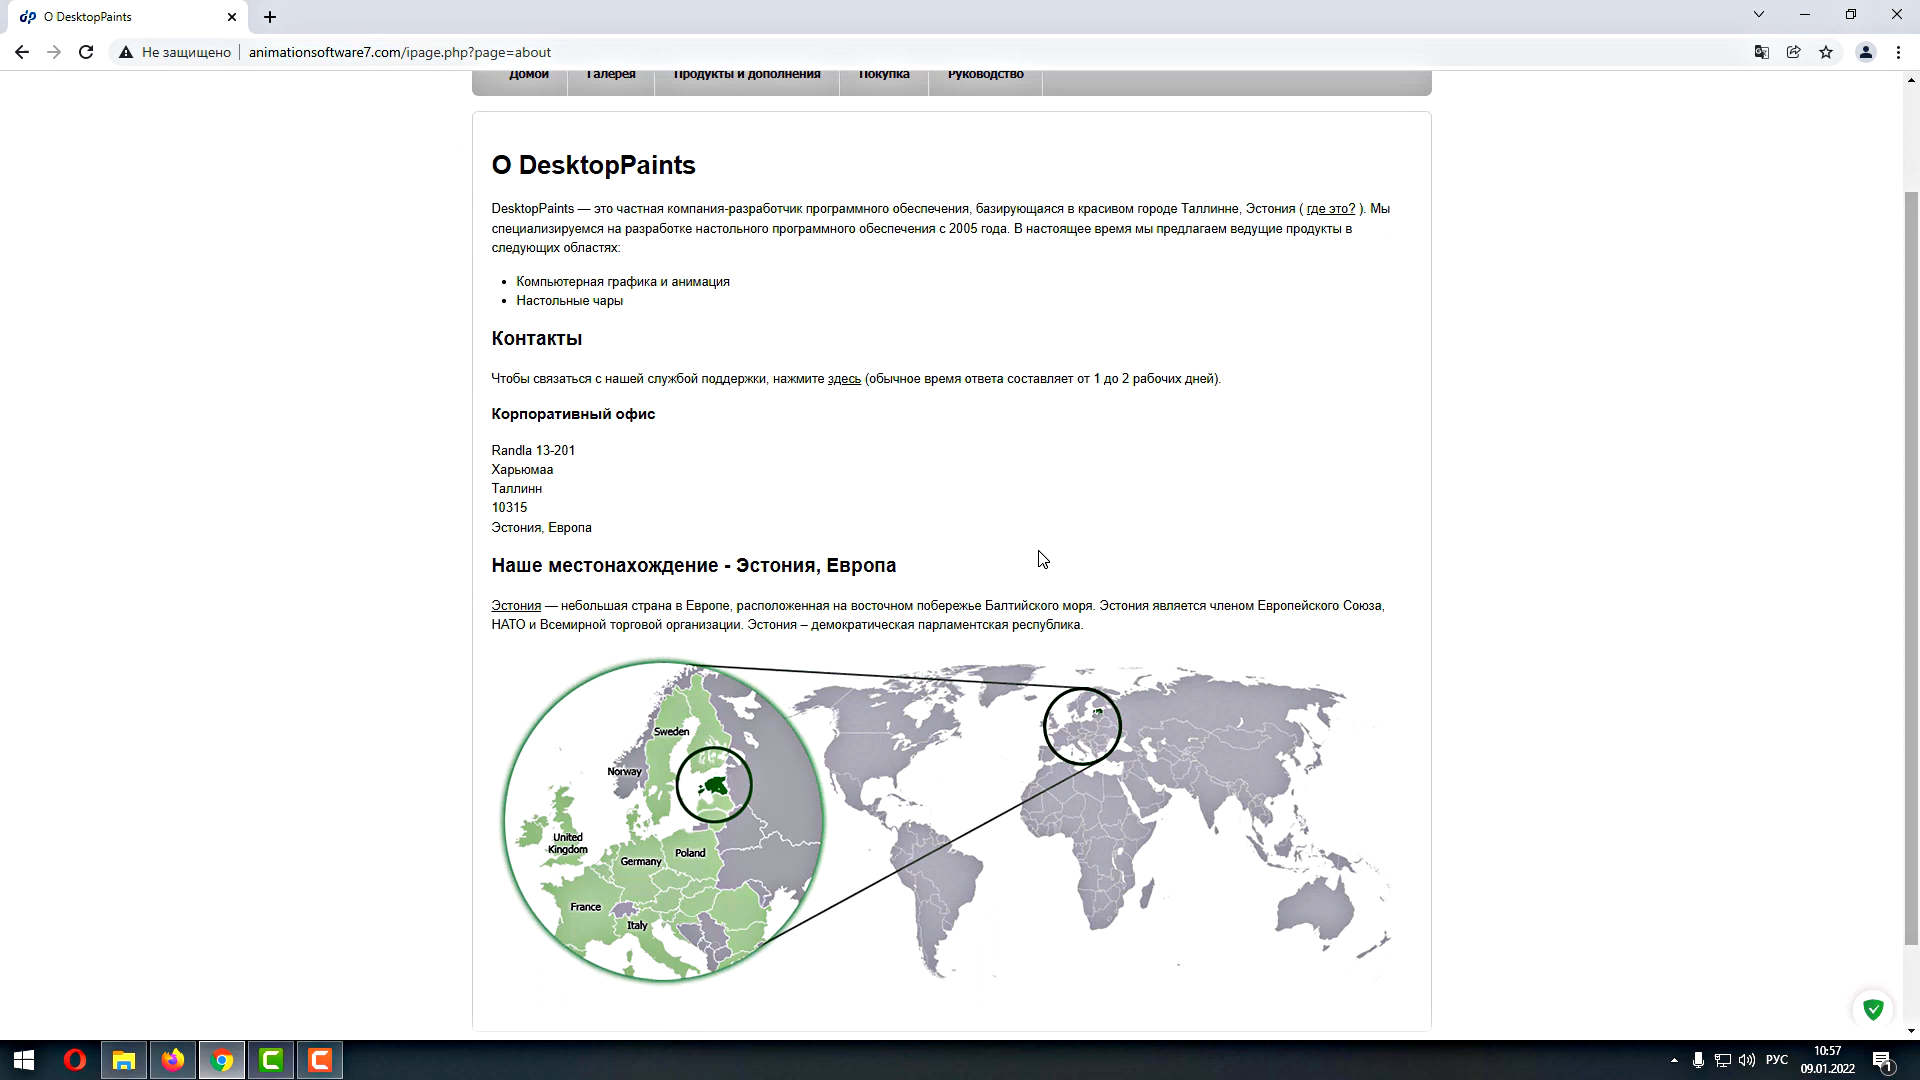 О DesktopPaints
Не защищено
animationsoftware7.com/ipage.php?page=about
Домой Галерея Продукты и дополнения Покупка Руководство
О DesktopPaints
DesktopPaints — это частная компания-разработчик программного обеспечения, базирующаяся в красивом городе Таллинне, Эстония ( где это? ). Мы
специализируемся на разработке настольного программного обеспечения с 2005 года. В настоящее время мы предлагаем ведущие продукты в
следующих областях:
Компьютерная графика и анимация
Настольные чары
Контакты
Чтобы связаться с нашей службой поддержки, нажмите здесь (обычное время ответа составляет от 1 до 2 рабочих дней).
Корпоративный офис
Randla 13-201
Харьюмаа
Таллинн
10315
Эстония, Европа
Наше местонахождение - Эстония, Европа
Эстония — небольшая страна в Европе, расположенная на восточном побережье Балтийского моря. Эстония является членом Европейского Союза,
НАТО и Всемирной торговой организации. Эстония – демократическая парламентская республика.
Sweden
Norway
United
Kingdom
Germany
Poland
France
Italy
РУС
10:57
09.01.2022
1